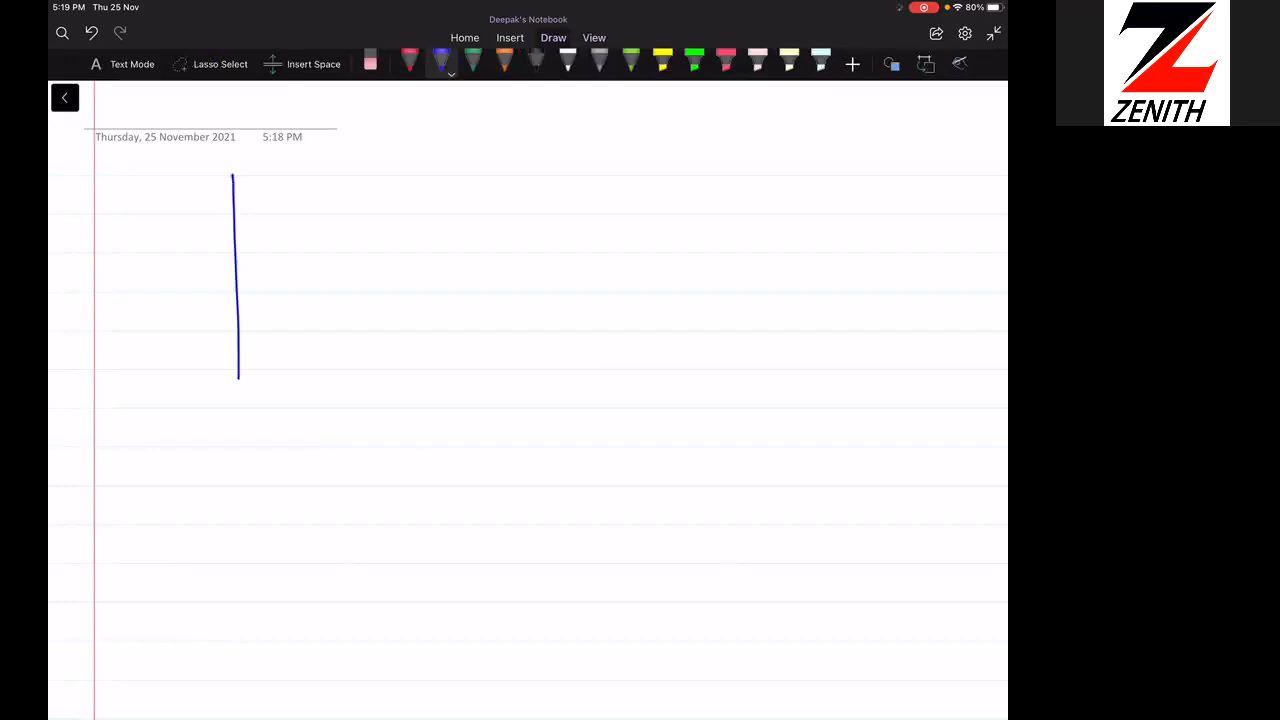 5:19 PM Thu 25 Nov 80%
Deepak's Notebook
Home Insert Draw View
A Text Mode Lasso Select Insert Space
Thursday, 25 November 2021 5:18 PM
Z
ZENITH